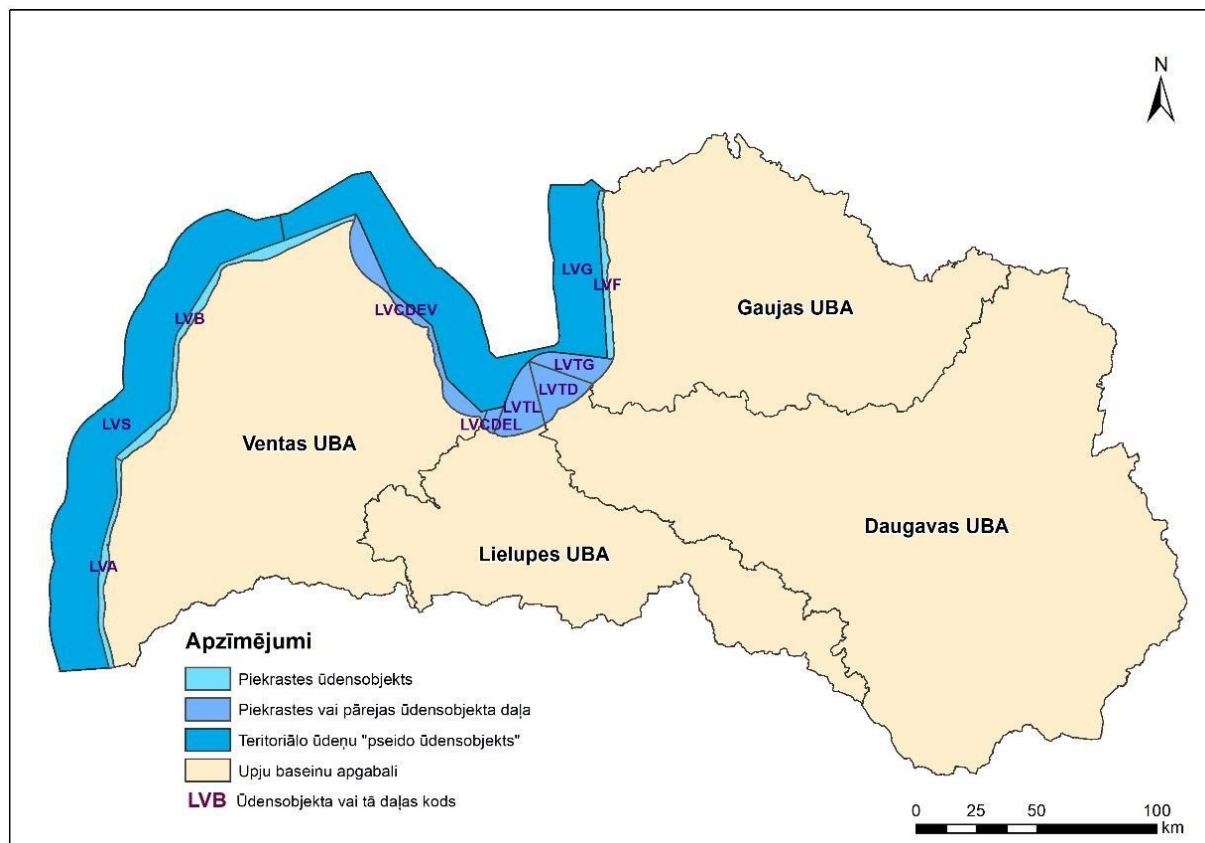 N
LVG
LVF
Gaujas UBA
LVCDEV
LVB
LVTG
LVTD
LVTL
LVCDEL
LVS
Ventas UBA
Daugavas UBA
Lielupes UBA
LVA
Apzīmējumi
Piekrastes ūdensobjekts
Piekrastes vai pārejas ūdensobjekta daļa
Teritoriālo ūdeņu "pseido ūdensobjekts"
Upju baseinu apgabali
LVB Ūdensobjekta vai tā daļas kods
0 25 50 100
km